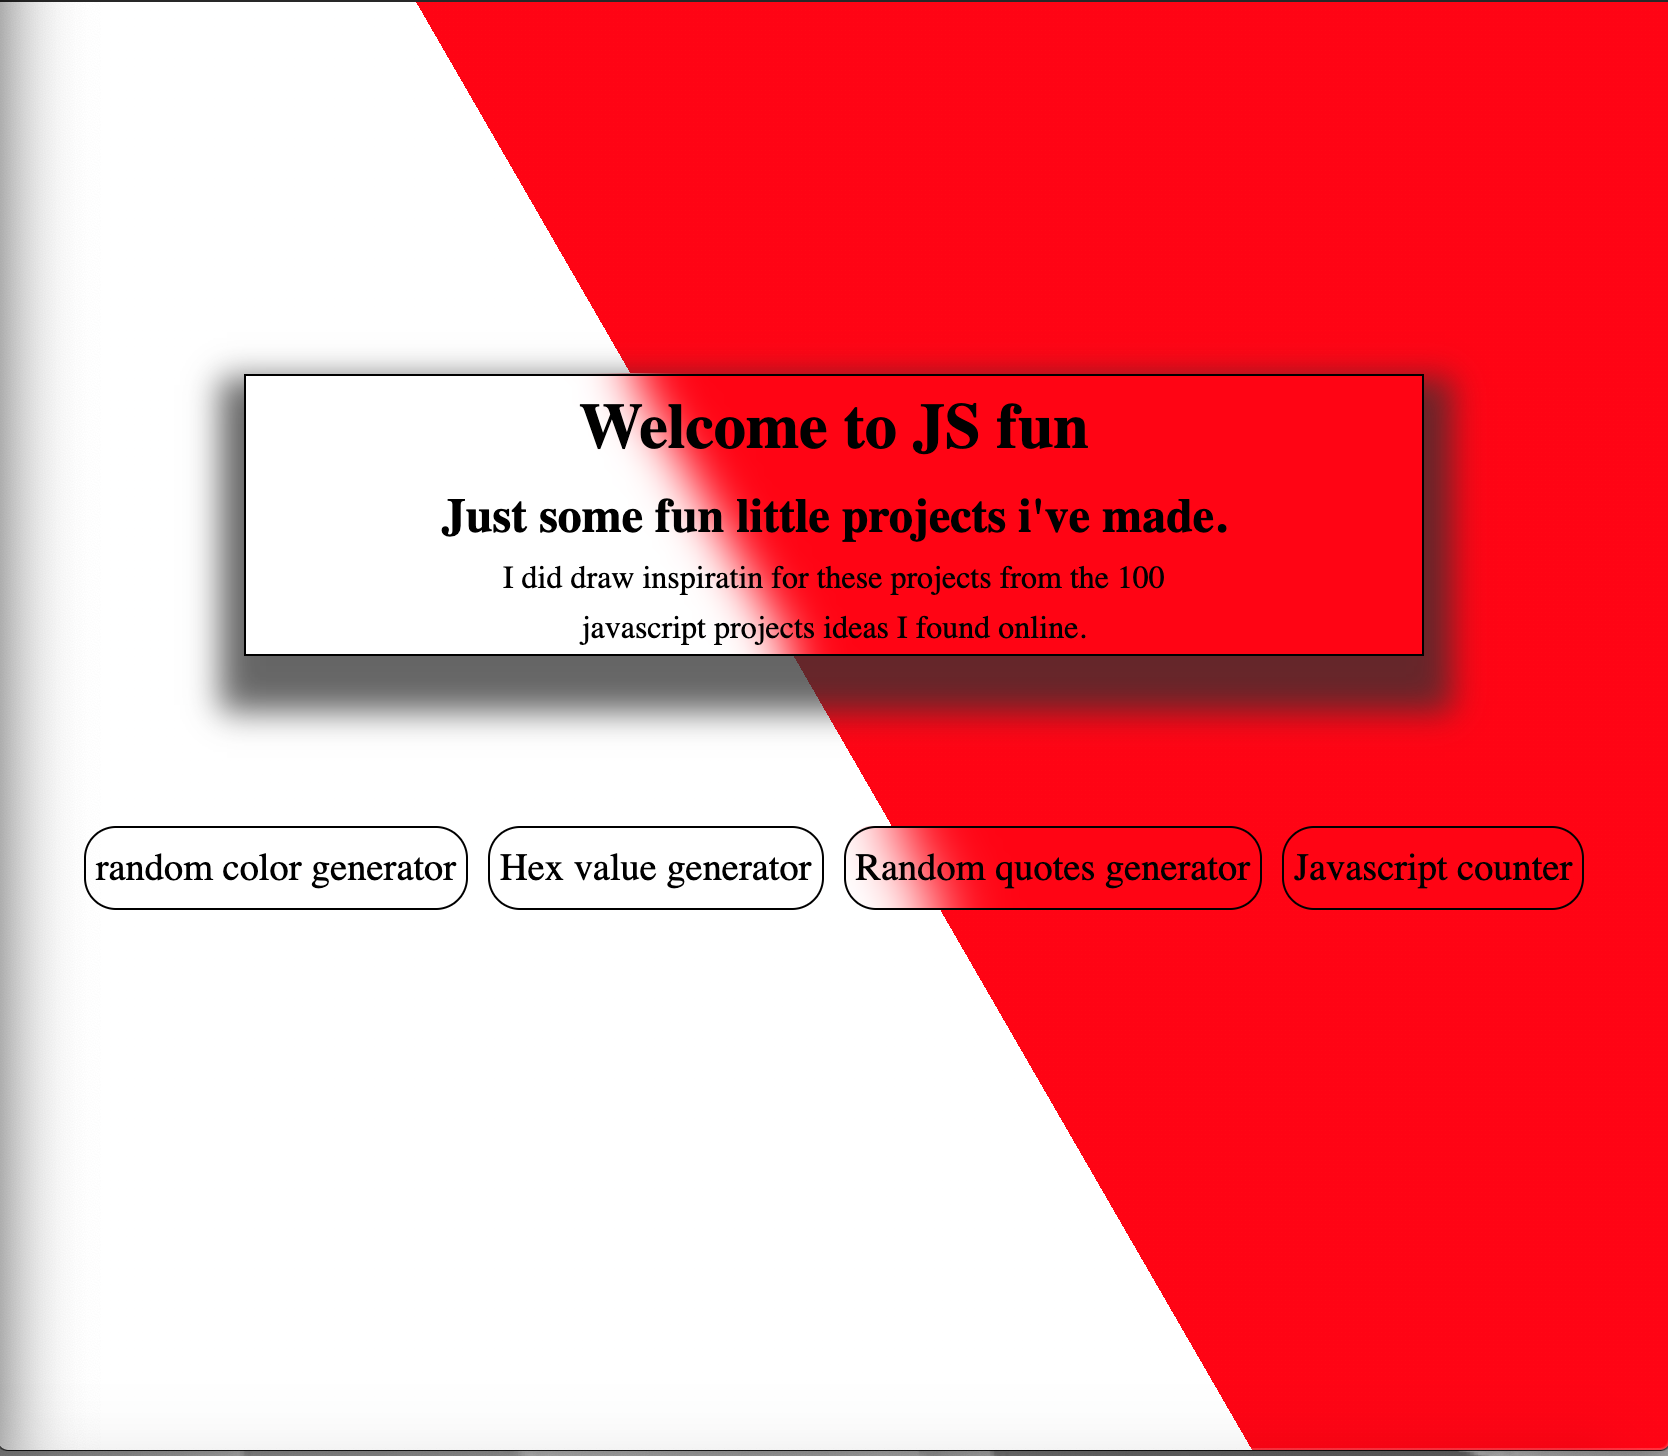 Welcome to JS fun
Just some fun little projects i've made.
I did draw inspiratin for these projects from the 100
javascript projects ideas I found online.
random color generator
Hex value generator
Random quotes generator
Javascript counter